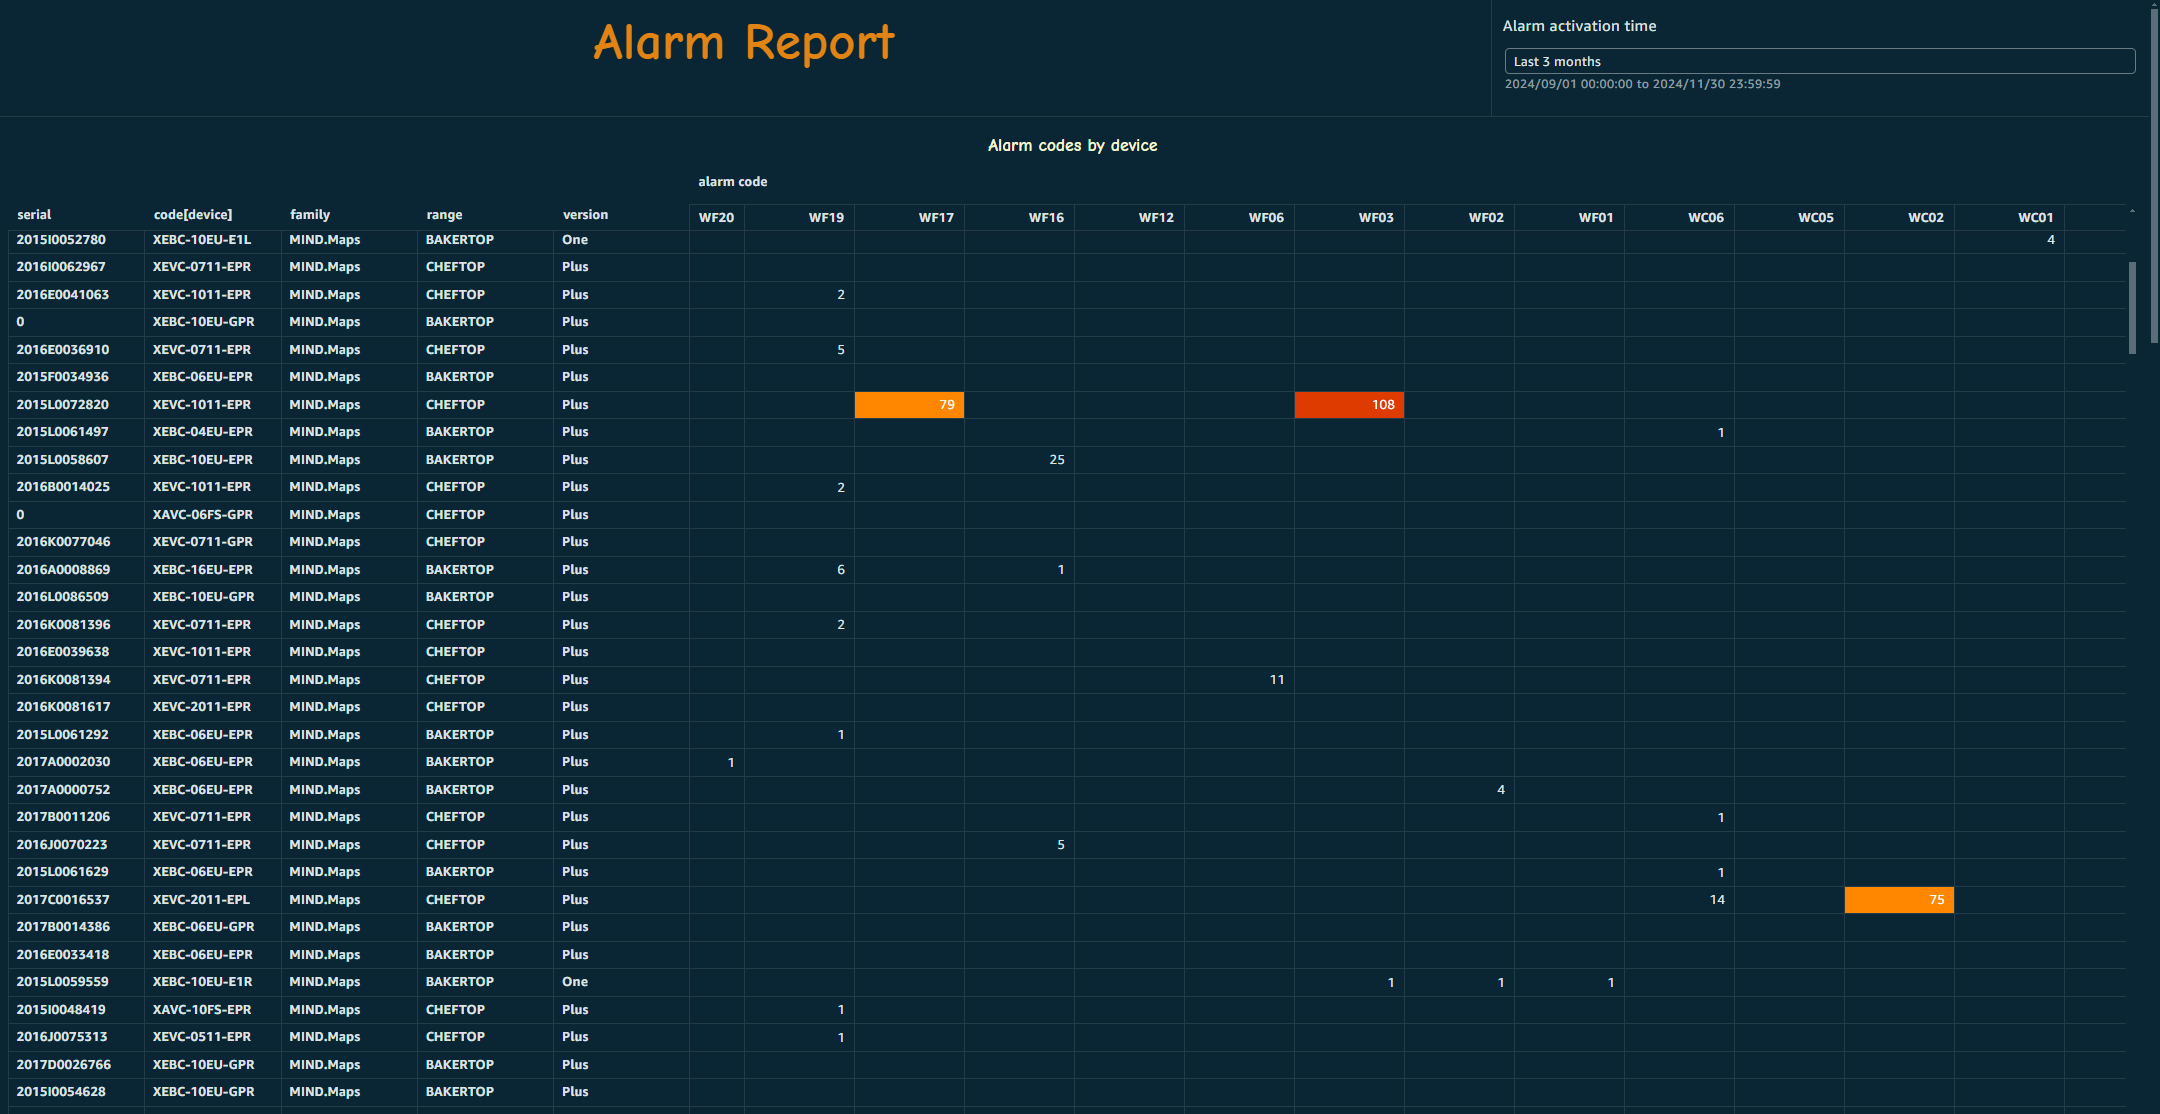 Alarm Report
Alarm activation time
Last 3 months
2024/09/01 00:00:00 to 2024/11/30 23:59:59
Alarm codes by device
alarm code
serial code[device] family range version WF20 WF19 WF17 WF16 WF12 WF06 WF03 WF02 WF01 WC06 WC05 WC02 WC01
2015I0052780 XEBC-10EU-E1L MIND.Maps BAKERTOP One 4
2016I0062967 XEVC-0711-EPR MIND.Maps CHEFTOP Plus
2016E0041063 XEVC-1011-EPR MIND.Maps CHEFTOP Plus 2
0 XEBC-10EU-GPR MIND.Maps BAKERTOP Plus
2016E0036910 XEVC-0711-EPR MIND.Maps CHEFTOP Plus 5
2015F0034936 XEBC-06EU-EPR MIND.Maps BAKERTOP Plus
2015L0072820 XEVC-1011-EPR MIND.Maps CHEFTOP Plus 79 108
2015L0061497 XEBC-04EU-EPR MIND.Maps BAKERTOP Plus 1
2015L0058607 XEBC-10EU-EPR MIND.Maps BAKERTOP Plus 25
2016B0014025 XEVC-1011-EPR MIND.Maps CHEFTOP Plus 2
0 XAVC-06FS-GPR MIND.Maps CHEFTOP Plus
2016K0077046 XEVC-0711-GPR MIND.Maps CHEFTOP Plus
2016A0008869 XEBC-16EU-EPR MIND.Maps BAKERTOP Plus 6 1
2016L0086509 XEBC-10EU-GPR MIND.Maps BAKERTOP Plus
2016K0081396 XEVC-0711-EPR MIND.Maps CHEFTOP Plus 2
2016E0039638 XEVC-1011-EPR MIND.Maps CHEFTOP Plus
2016K0081394 XEVC-0711-EPR MIND.Maps CHEFTOP Plus 11
2016K0081617 XEVC-2011-EPR MIND.Maps CHEFTOP Plus
2015L0061292 XEBC-06EU-EPR MIND.Maps BAKERTOP Plus 1
2017A0002030 XEBC-06EU-EPR MIND.Maps BAKERTOP Plus 1
2017A0000752 XEBC-06EU-EPR MIND.Maps BAKERTOP Plus 4
2017B0011206 XEVC-0711-EPR MIND.Maps CHEFTOP Plus 1
2016J0070223 XEVC-0711-EPR MIND.Maps CHEFTOP Plus 5
2015L0061629 XEBC-06EU-EPR MIND.Maps BAKERTOP Plus 1
2017C0016537 XEVC-2011-EPL MIND.Maps CHEFTOP Plus 14 75
2017B0014386 XEBC-06EU-GPR MIND.Maps BAKERTOP Plus
2016E0033418 XEBC-06EU-EPR MIND.Maps BAKERTOP Plus
2015L0059559 XEBC-10EU-E1R MIND.Maps BAKERTOP One 1 1 1
2015I0048419 XAVC-10FS-EPR MIND.Maps CHEFTOP Plus 1
2016J0075313 XEVC-0511-EPR MIND.Maps CHEFTOP Plus 1
2017D0026766 XEBC-10EU-GPR MIND.Maps BAKERTOP Plus
2015I0054628 XEBC-10EU-GPR MIND.Maps BAKERTOP Plus